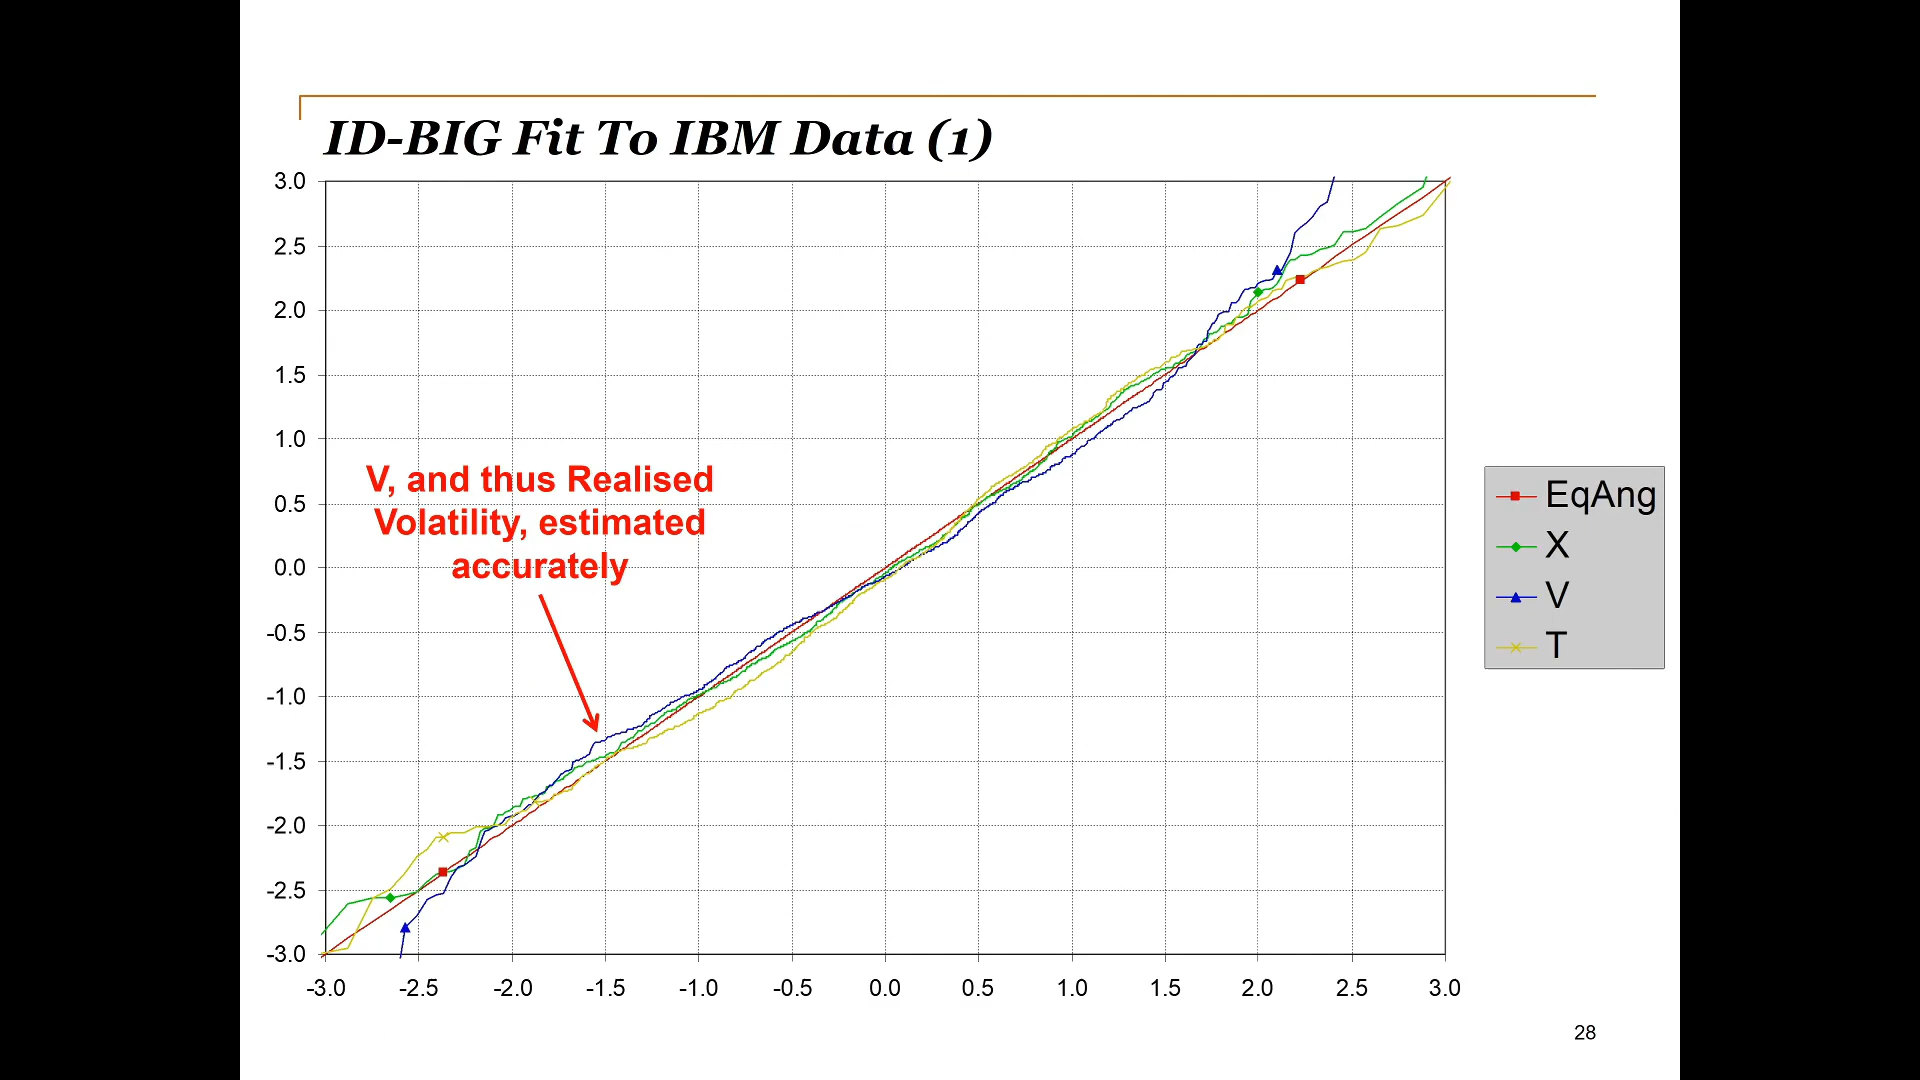 ID-BIG Fit To IBM Data (1)
3.0
2.5
2.0
1.5
1.0
0.5
0.0
-0.5
-1.0
-1.5
-2.0
-2.5
-3.0
V, and thus Realised
Volatility, estimated
accurately
EqAng
X
V
T
-3.0 -2.5 -2.0 -1.5 -1.0 -0.5 0.0 0.5 1.0 1.5 2.0 2.5 3.0
28